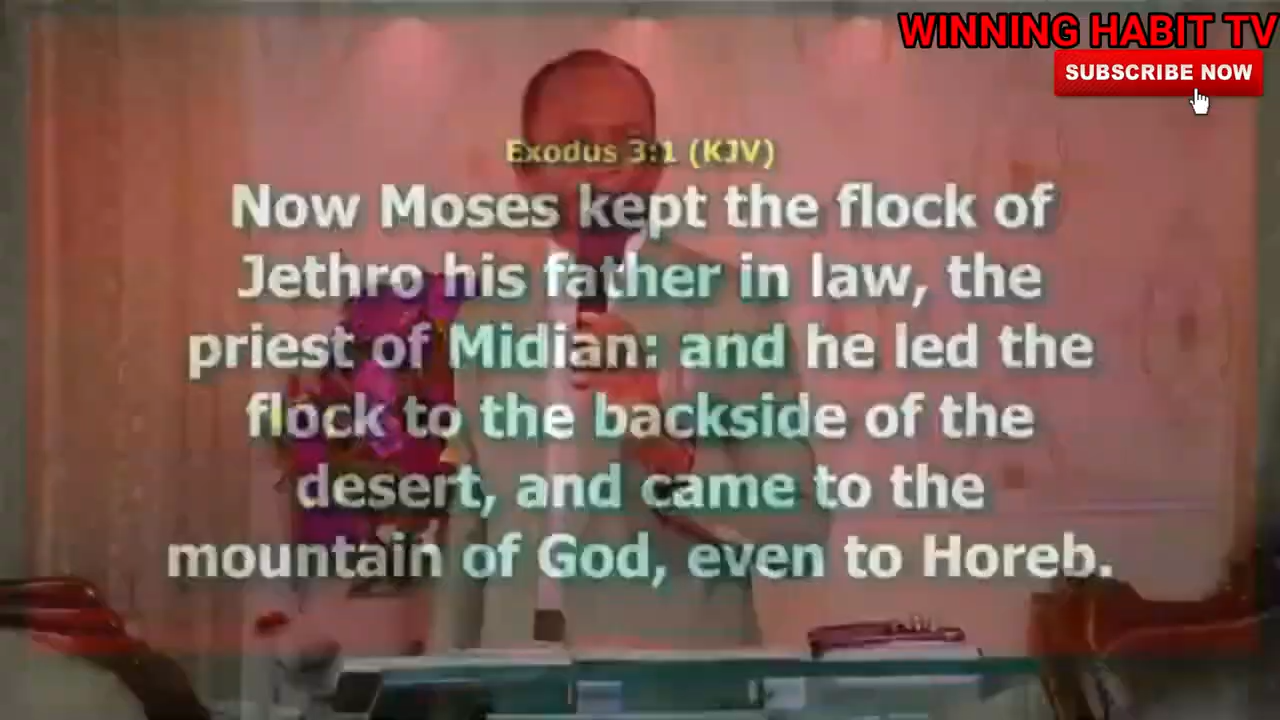 WINNING HABIT TV
SUBSCRIBE NOW
Exodus 3:1 (KJV)
Now Moses kept the flock of
Jethro his father in law, the
priest of Midian: and he led the
flock to the backside of the
desert, and came to the
mountain of God, even to Horeb.